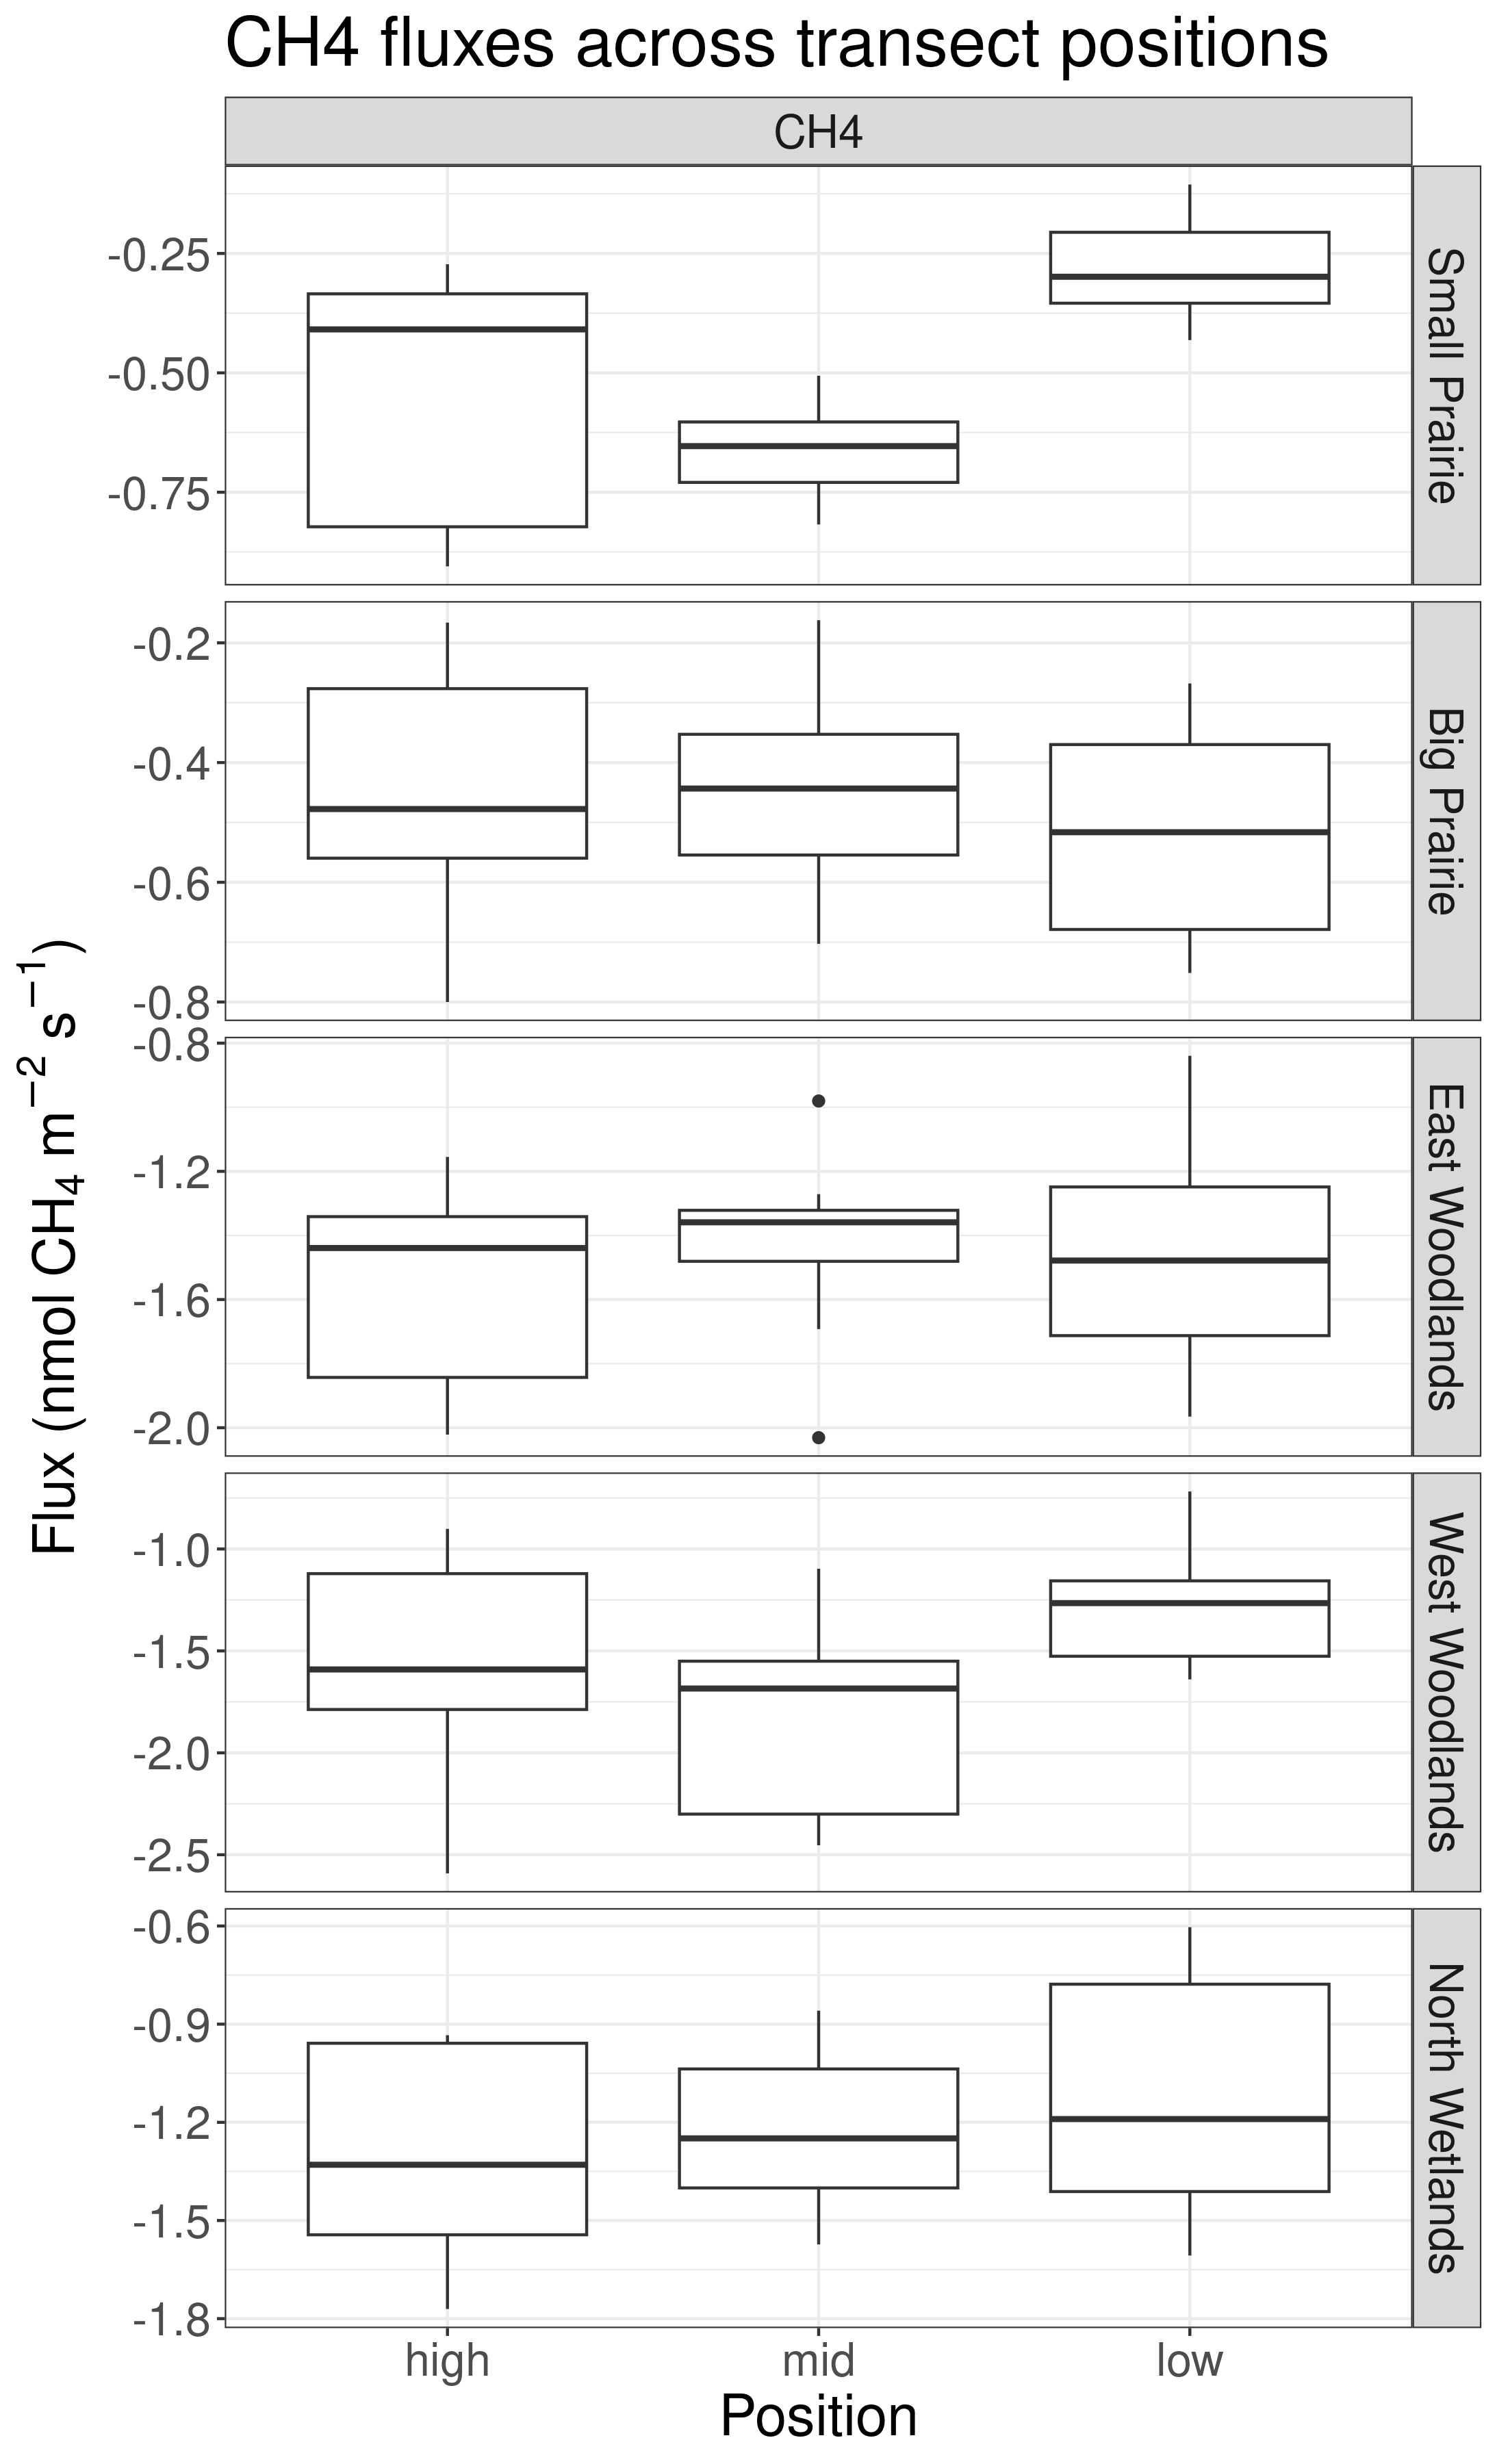 CH4 fluxes across transect positions
CH4
Flux (nmol CH₄ m⁻² s⁻¹)
-0.25
-0.50
-0.75
Small Prairie
-0.2
-0.4
-0.6
-0.8
Big Prairie
-0.8
-1.2
-1.6
-2.0
East Woodlands
-1.0
-1.5
-2.0
-2.5
West Woodlands
-0.6
-0.9
-1.2
-1.5
-1.8
North Wetlands
high mid low
Position